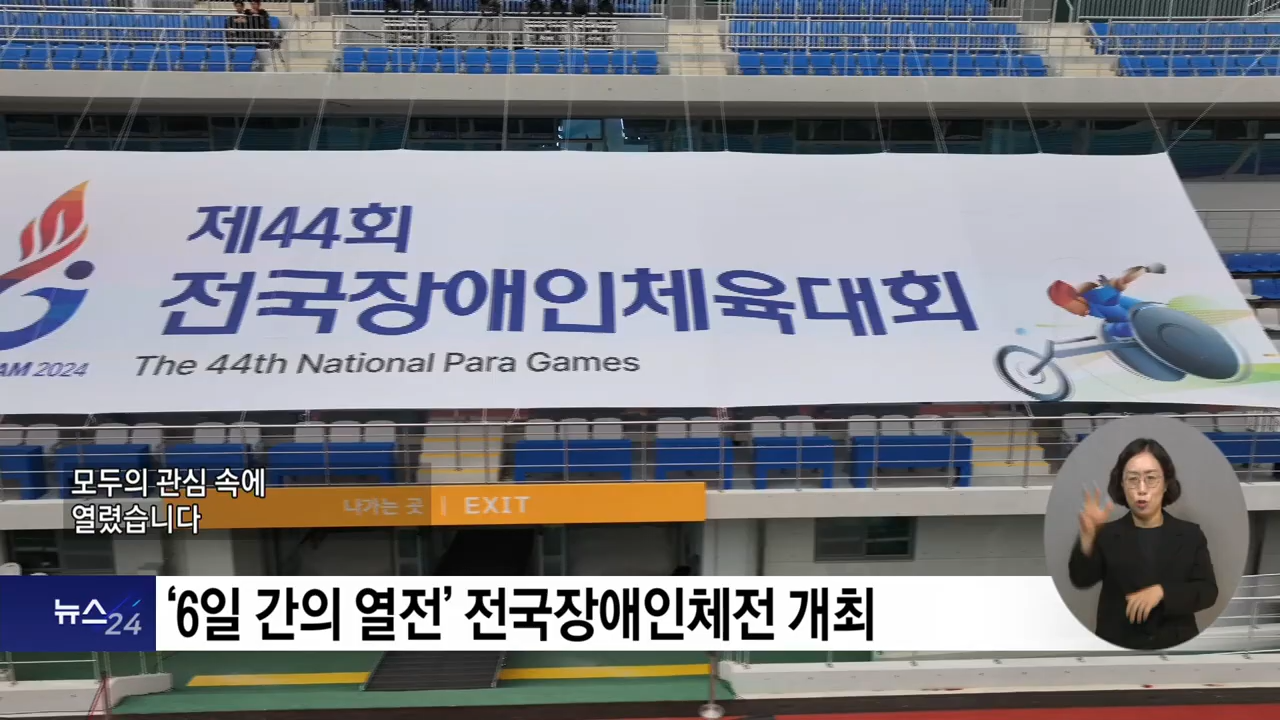 제44회
전국장애인체육대회
AM 2024
The 44th National Para Games
모두의 관심 속에
열렸습니다
나가는 곳 | EXIT
뉴스24
‘6일 간의 열전’ 전국장애인체전 개최